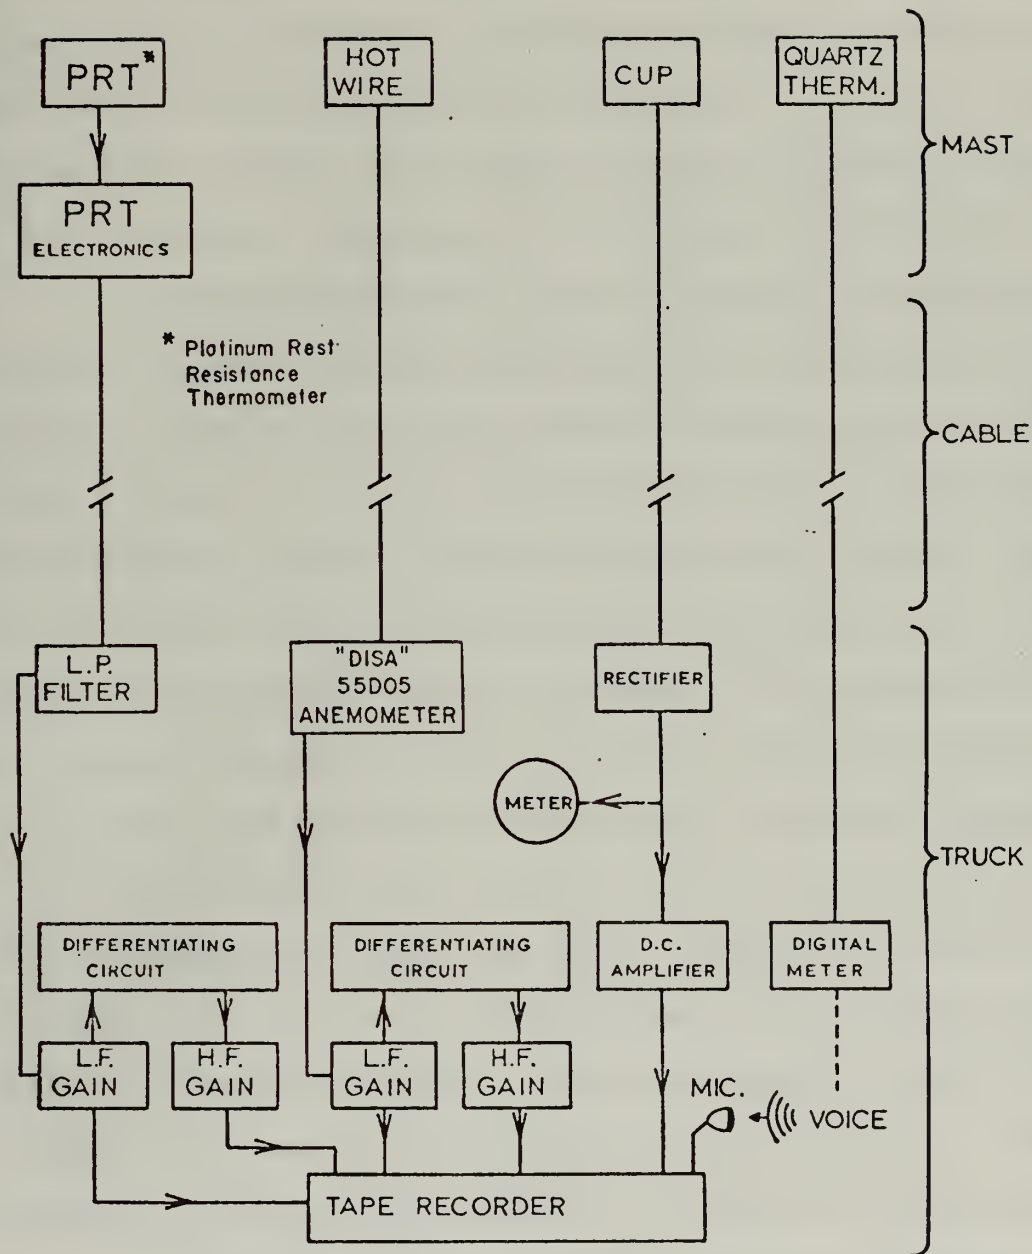 PRT*
HOT
WIRE
CUP
QUARTZ
THERM.
MAST
PRT
ELECTRONICS
* Platinum Rest
Resistance
Thermometer
CABLE
L.P.
FILTER
"DISA"
55D05
ANEMOMETER
RECTIFIER
METER
TRUCK
DIFFERENTIATING
CIRCUIT
DIFFERENTIATING
CIRCUIT
D.C.
AMPLIFIER
DIGITAL
METER
L.F.
GAIN
H.F.
GAIN
L.F.
GAIN
H.F.
GAIN
MIC.
VOICE
TAPE RECORDER